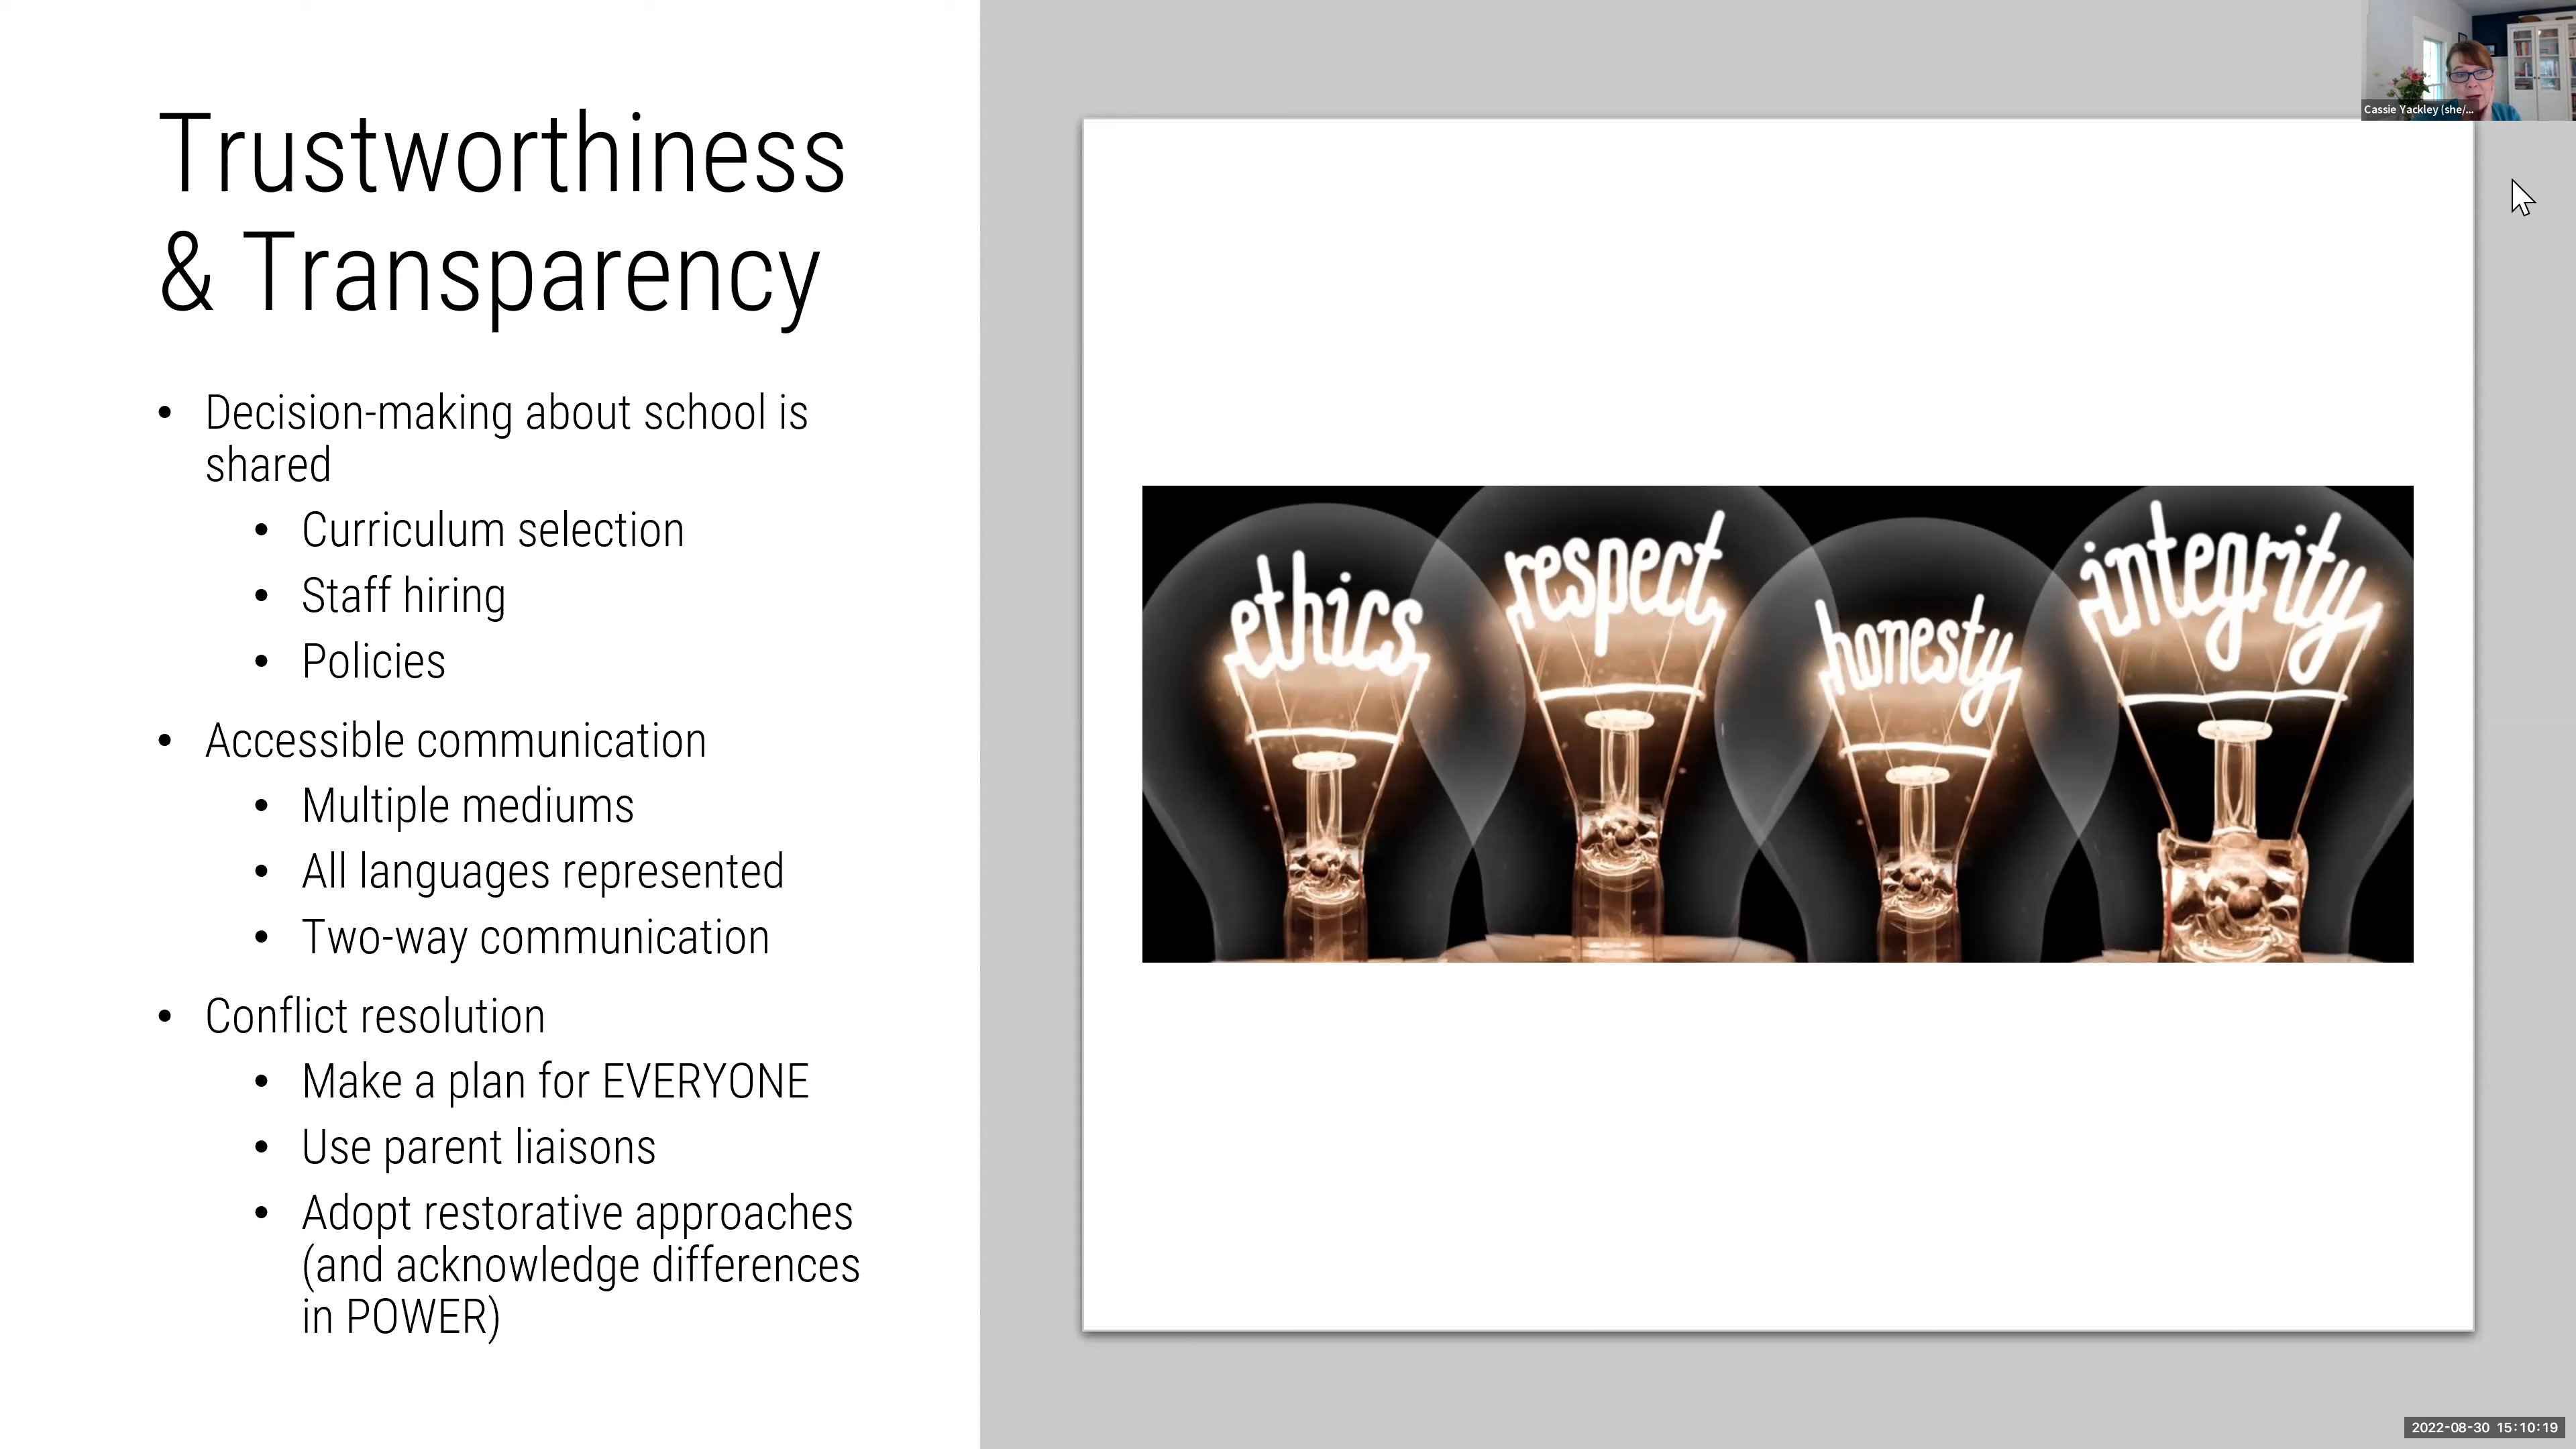 Trustworthiness
& Transparency
• Decision-making about school is
shared
• Curriculum selection
• Staff hiring
• Policies
• Accessible communication
• Multiple mediums
• All languages represented
• Two-way communication
• Conflict resolution
• Make a plan for EVERYONE
• Use parent liaisons
• Adopt restorative approaches
(and acknowledge differences
in POWER)
ethics
respect
honesty
integrity
Cassie Yackley (she/...
2022-08-30 15:10:19